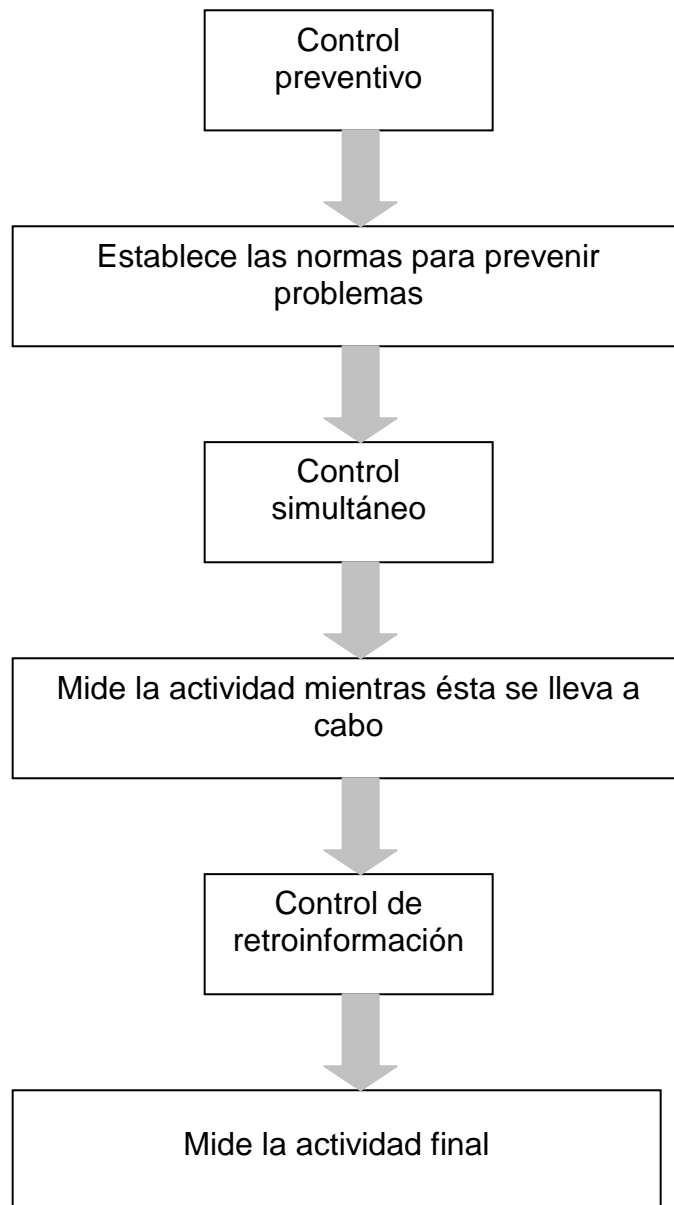 Control
preventivo
Establece las normas para prevenir
problemas
Control
simultáneo
Mide la actividad mientras ésta se lleva a
cabo
Control de
retroinformación
Mide la actividad final